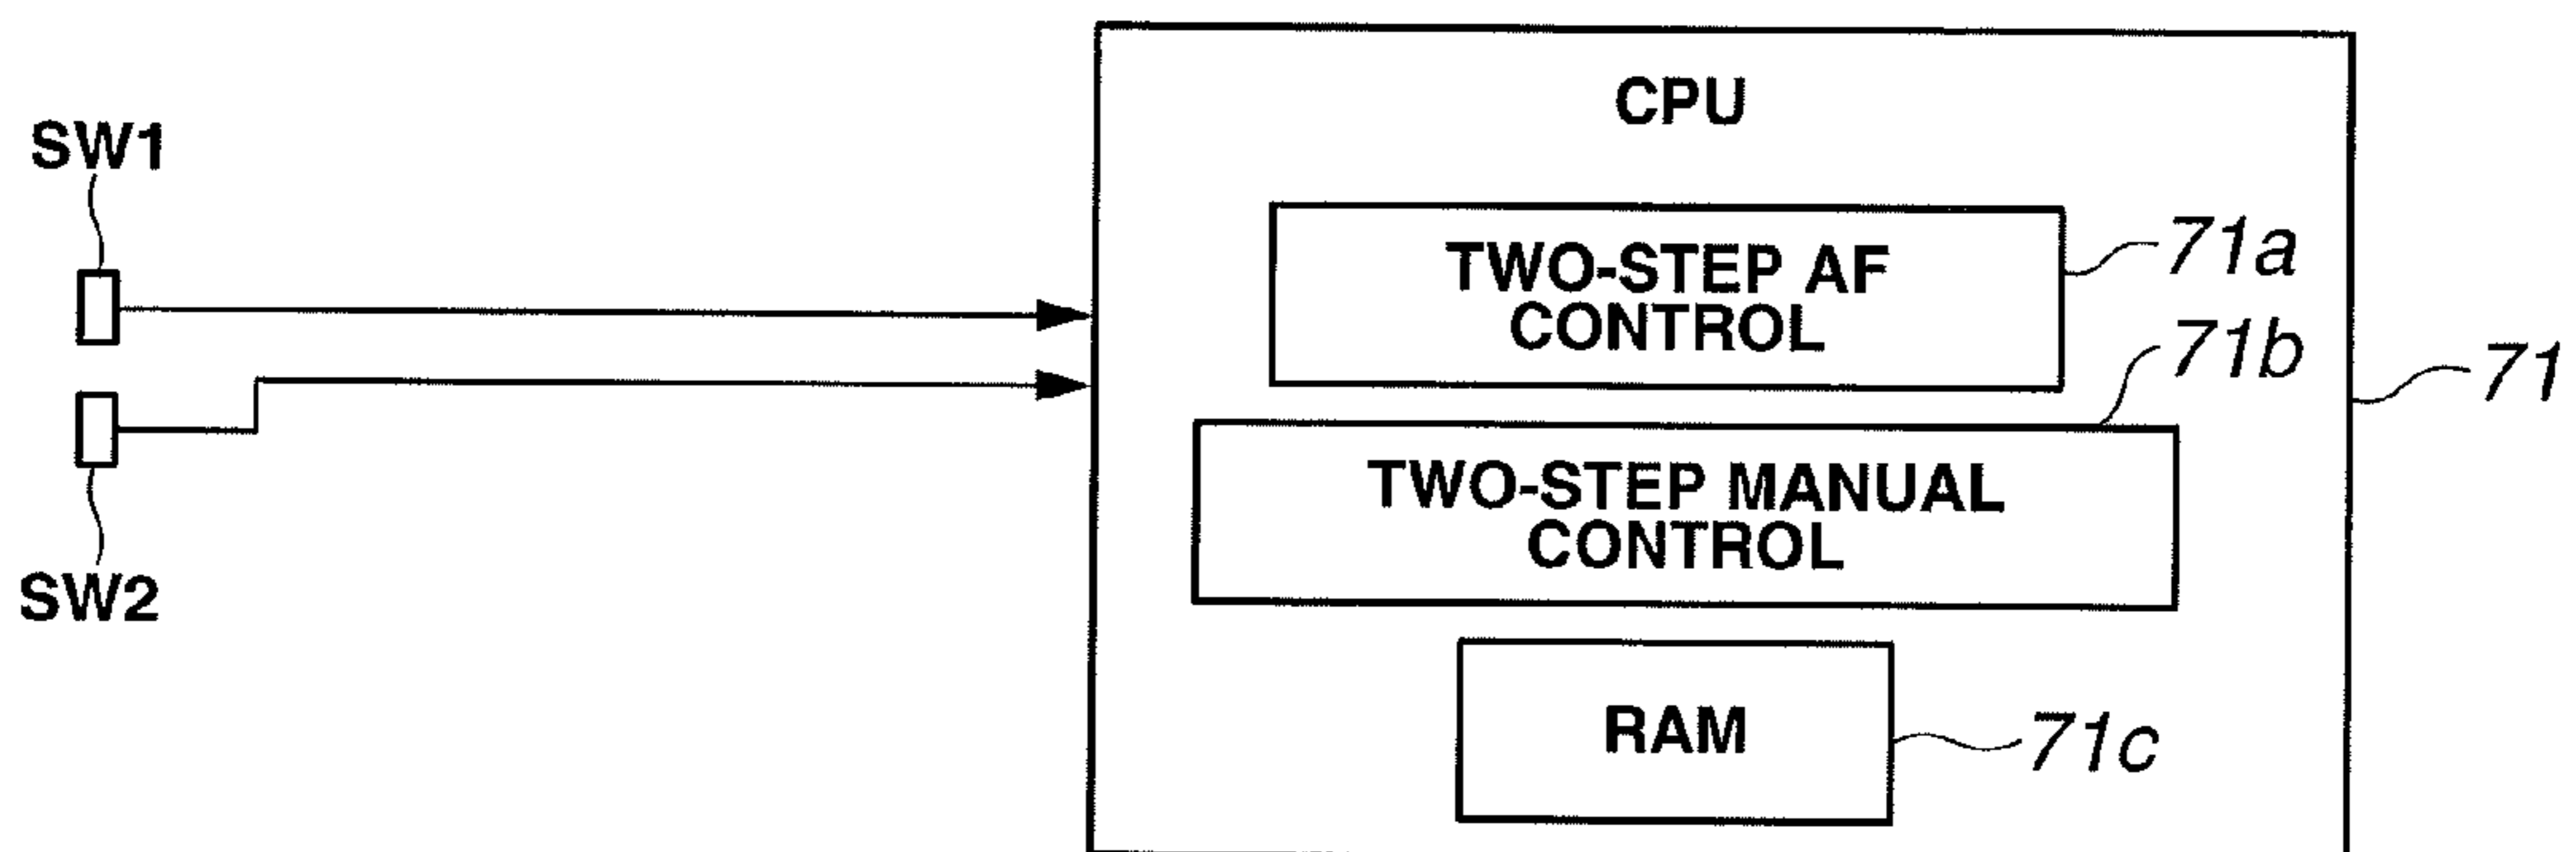 CPU
SW1
TWO-STEP AF
CONTROL
71a
71b
71
TWO-STEP MANUAL
CONTROL
SW2
RAM
71c